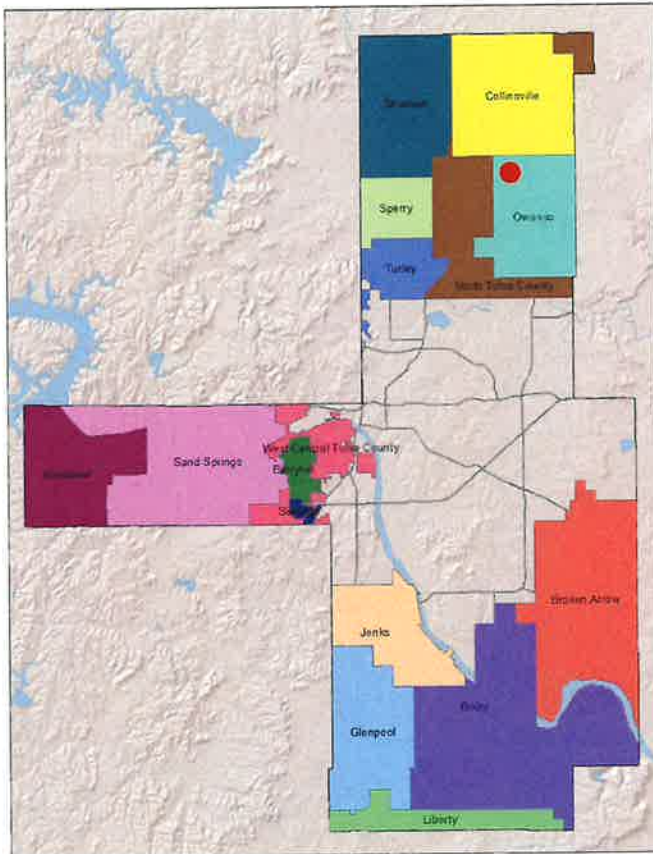 Collinsville
Sperry
Owasso
Turley
North Tulsa County
West Central Tulsa County
Sand Springs
Berryhill
Broken Arrow
Jenks
Bixby
Glenpool
Liberty